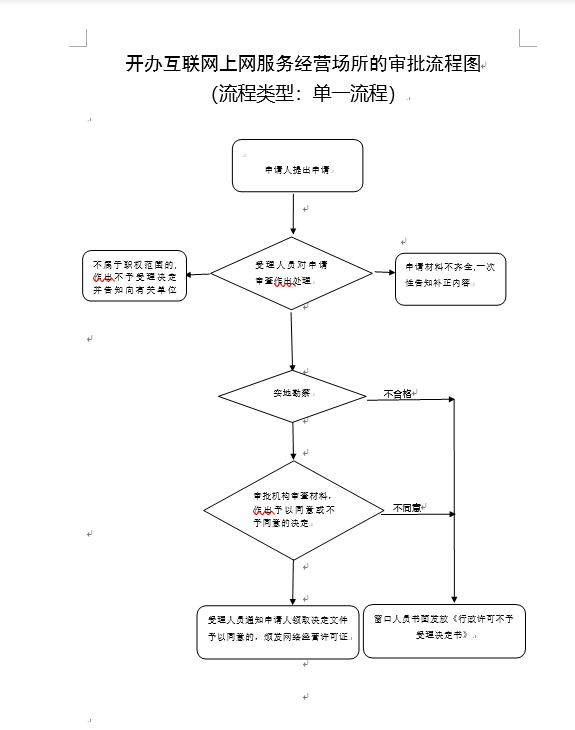 开办互联网上网服务经营场所的审批流程图
（流程类型：单一流程）
申请人提出申请
不属于职权范围的,
作出不予受理决定
并告知向有关单位
受理人员对申请
审查作出处理
申请材料不齐全,一次
性告知补正内容
实地勘察
不合格
审批机构审查材料,
作出予以同意或不
予同意的决定
不同意
受理人员通知申请人领取决定文件
予以同意的，颁发网络经营许可证
窗口人员书面发放《行政许可不予
受理决定书》